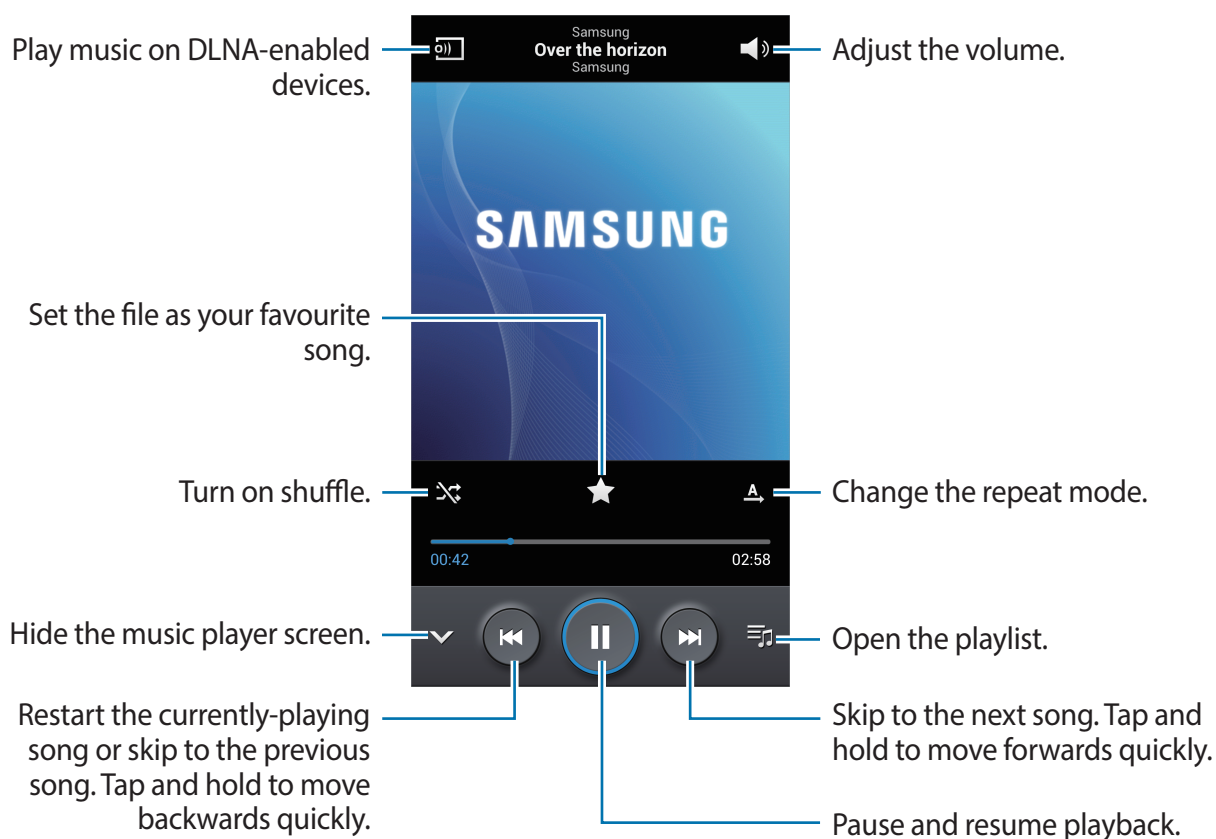 Play music on DLNA-enabled
devices.
Samsung
Over the horizon
Samsung
Adjust the volume.
SAMSUNG
Set the file as your favourite
song.
Turn on shuffle.
A
Change the repeat mode.
00:42
02:58
Hide the music player screen.
Open the playlist.
Restart the currently-playing
song or skip to the previous
song. Tap and hold to move
backwards quickly.
Skip to the next song. Tap and
hold to move forwards quickly.
Pause and resume playback.